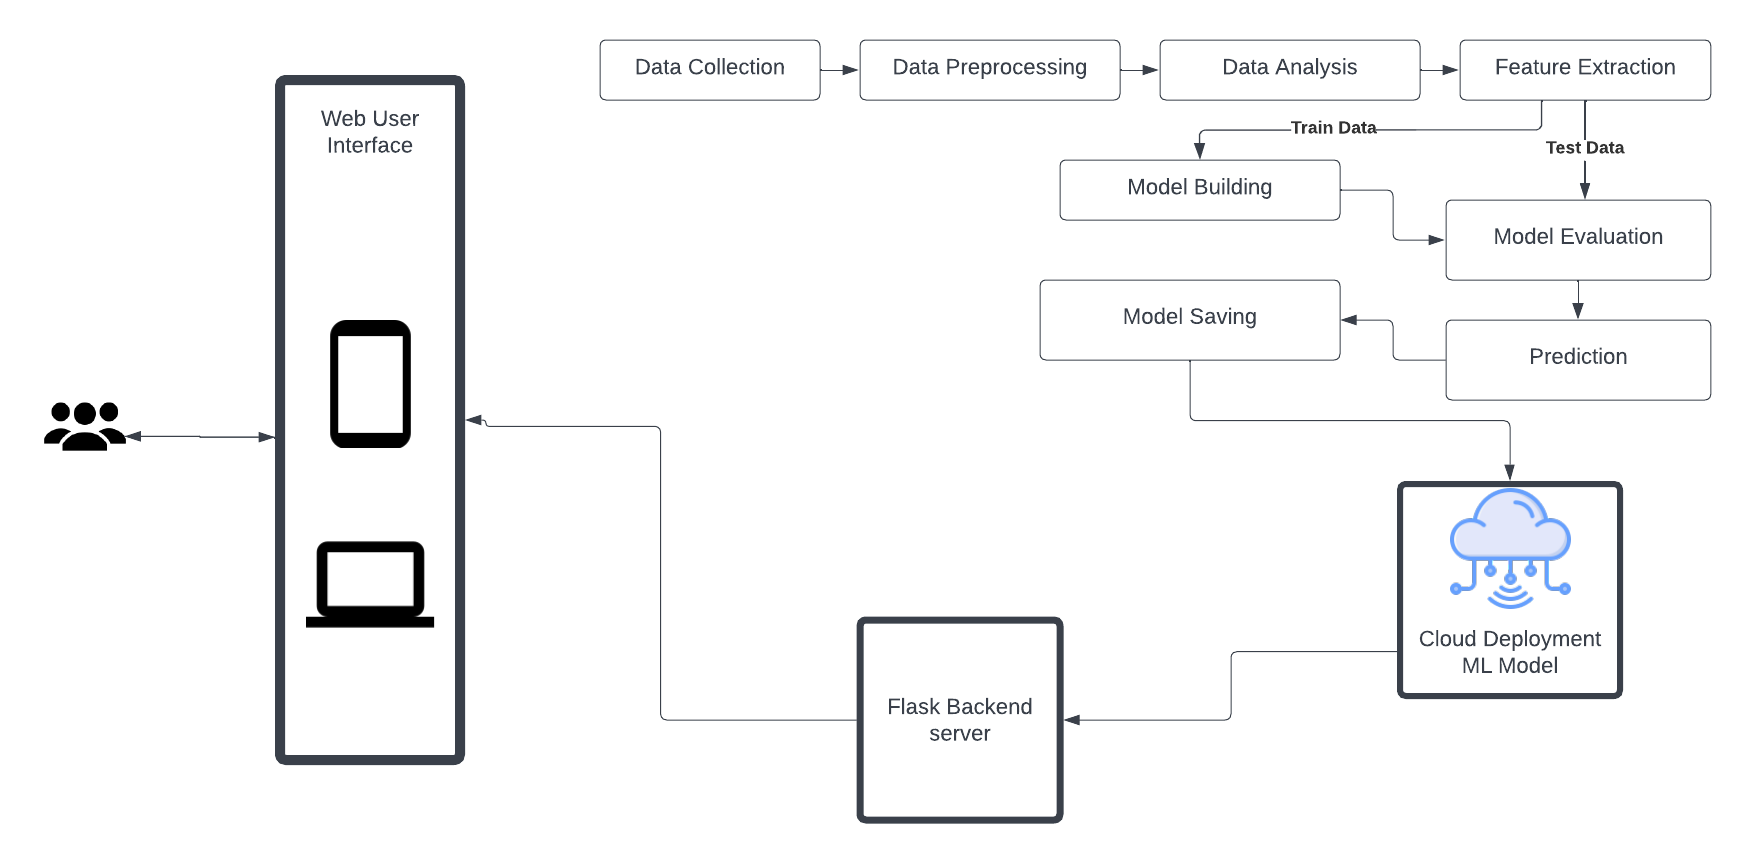 Data Collection
Data Preprocessing
Data Analysis
Feature Extraction
Web User
Interface
Train Data
Test Data
Model Building
Model Evaluation
Model Saving
Prediction
Cloud Deployment
ML Model
Flask Backend
server